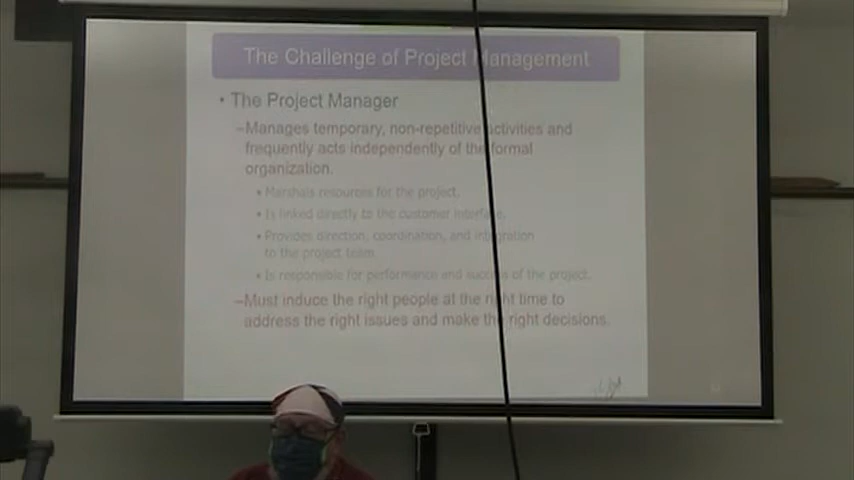 The Challenge of Project Management
• The Project Manager
–Manages temporary, non-repetitive activities and
frequently acts independently of the formal
organization.
• Marshals resources for the project.
• Is linked directly to the customer interface.
• Provides direction, coordination, and integration
to the project team.
• Is responsible for performance and success of the project.
–Must induce the right people at the right time to
address the right issues and make the right decisions.